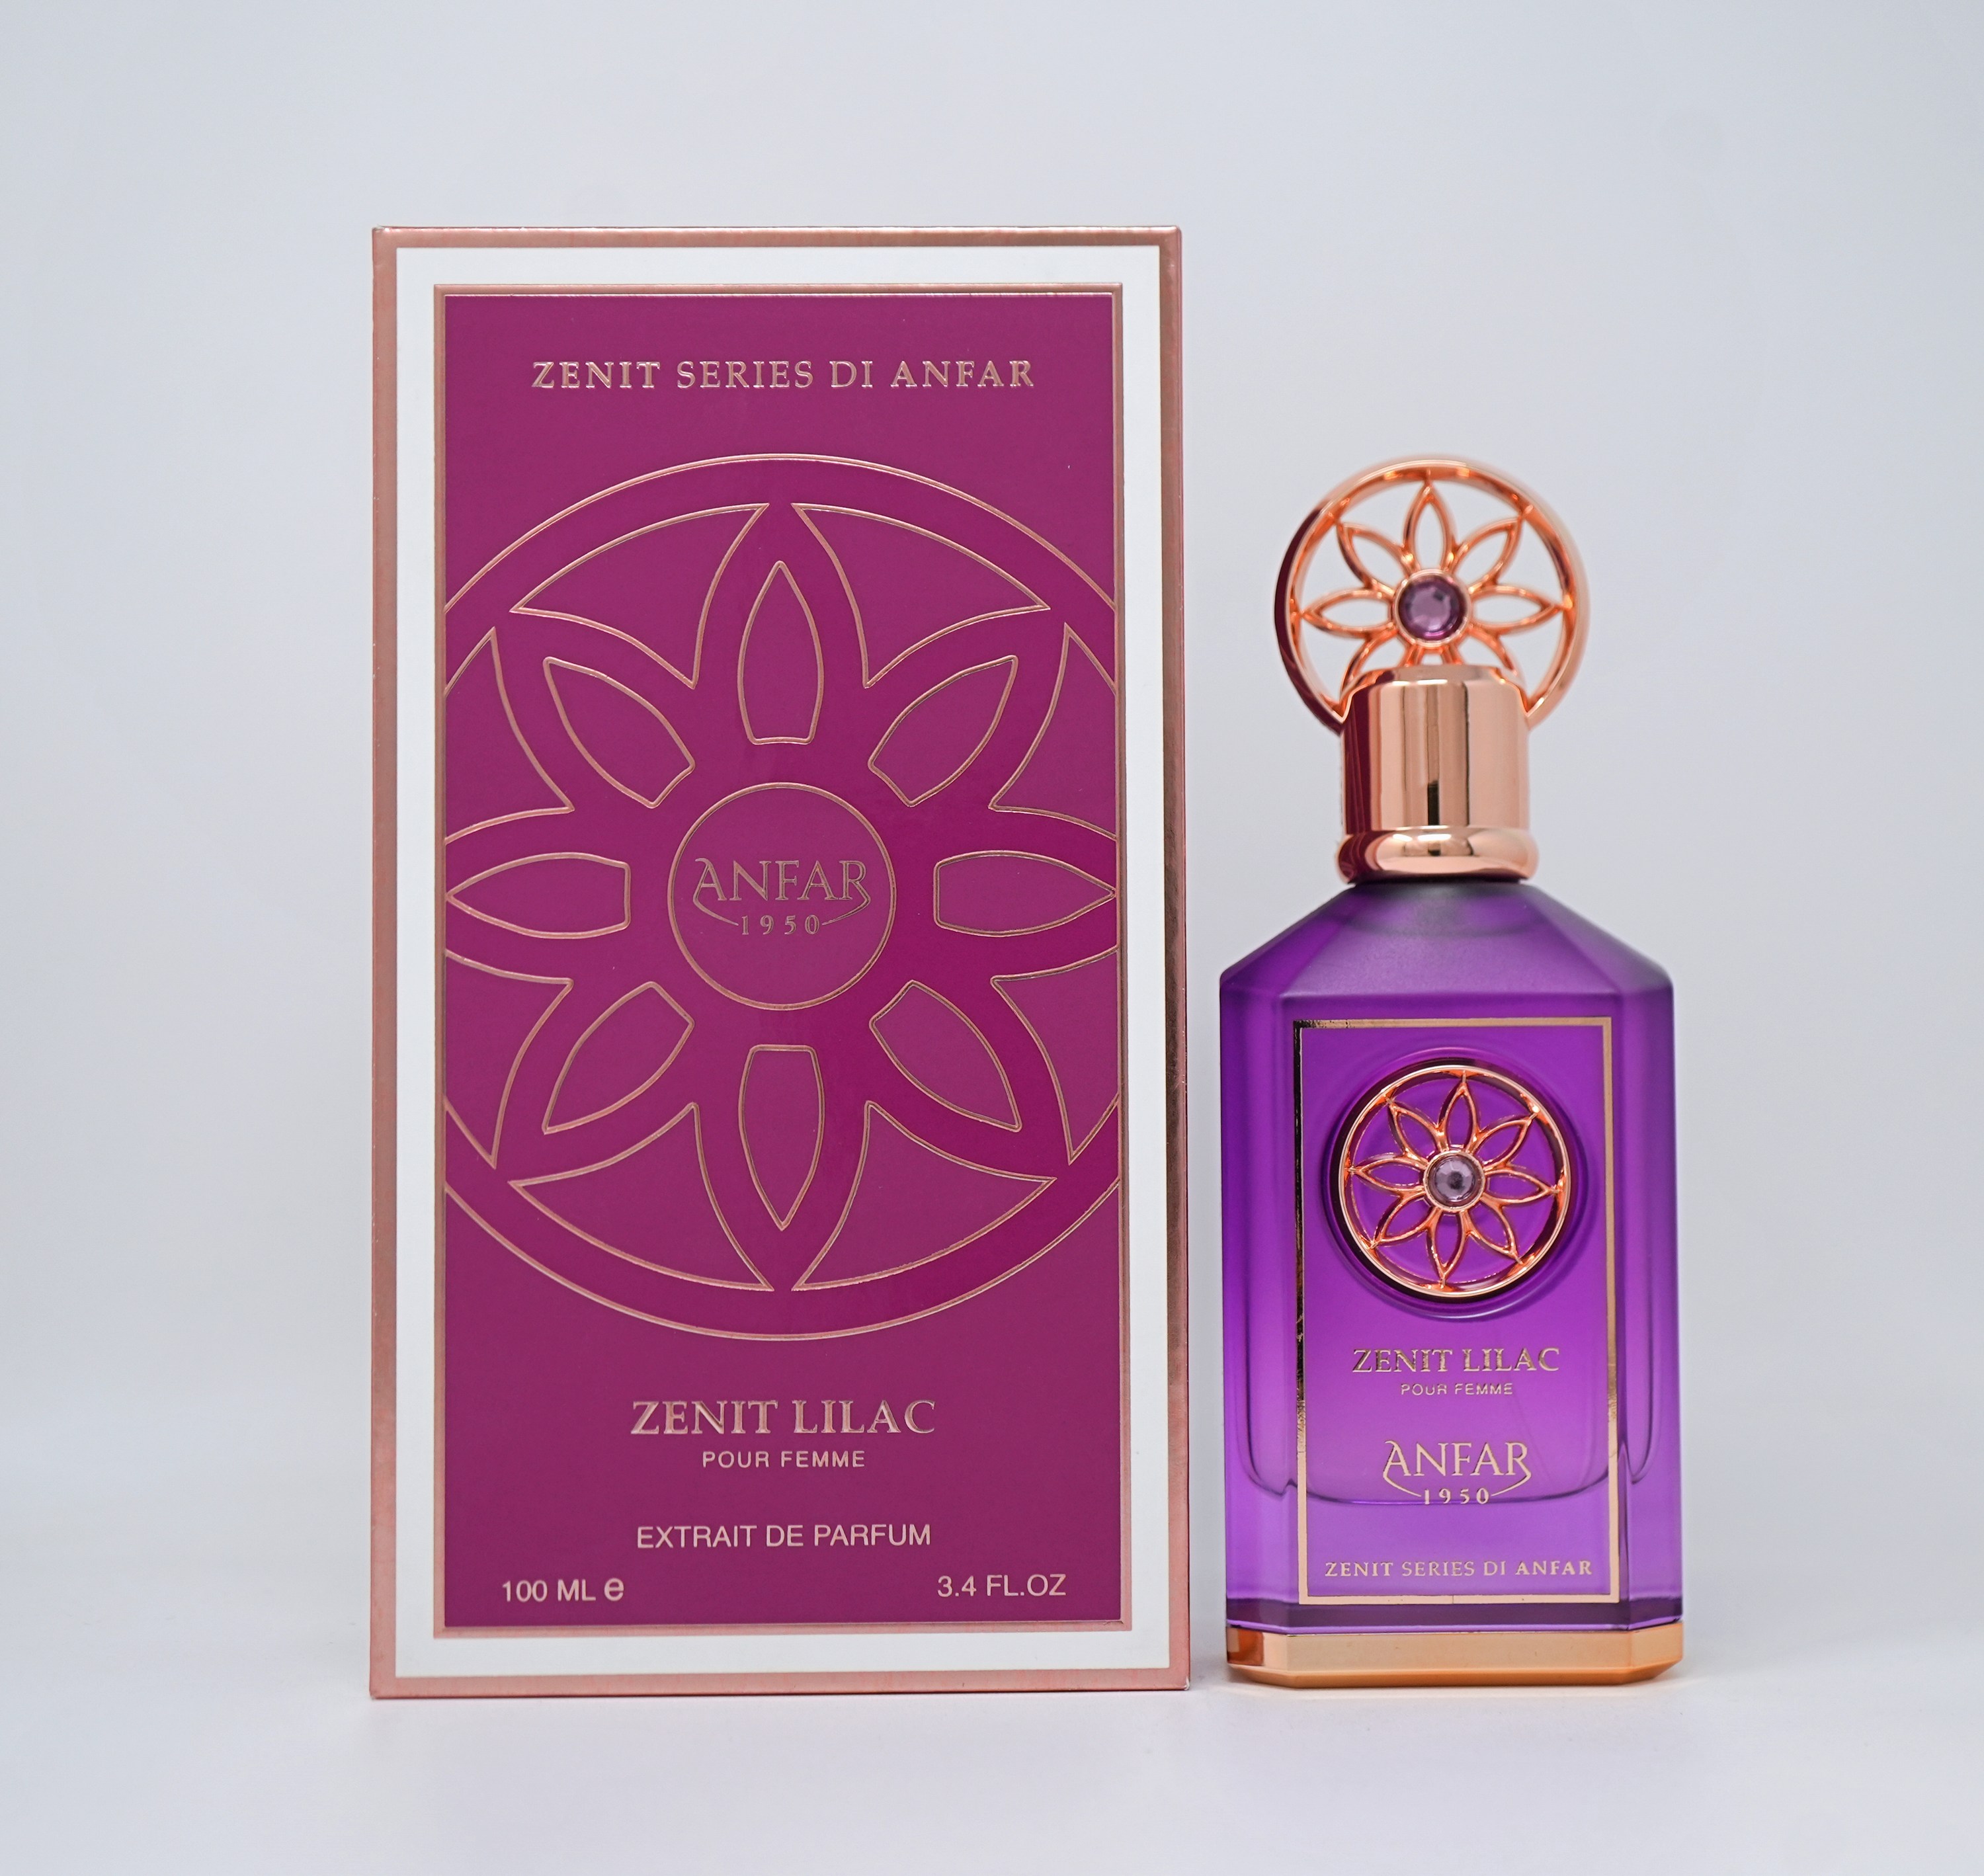 ZENIT SERIES DI ANFAR
ANFAR
1950
ZENIT LILAC
POUR FEMME
EXTRAIT DE PARFUM
100 ML e
3.4 FL.OZ
ZENIT LILAC
POUR FEMME
ANFAR
1950
ZENIT SERIES DI ANFAR